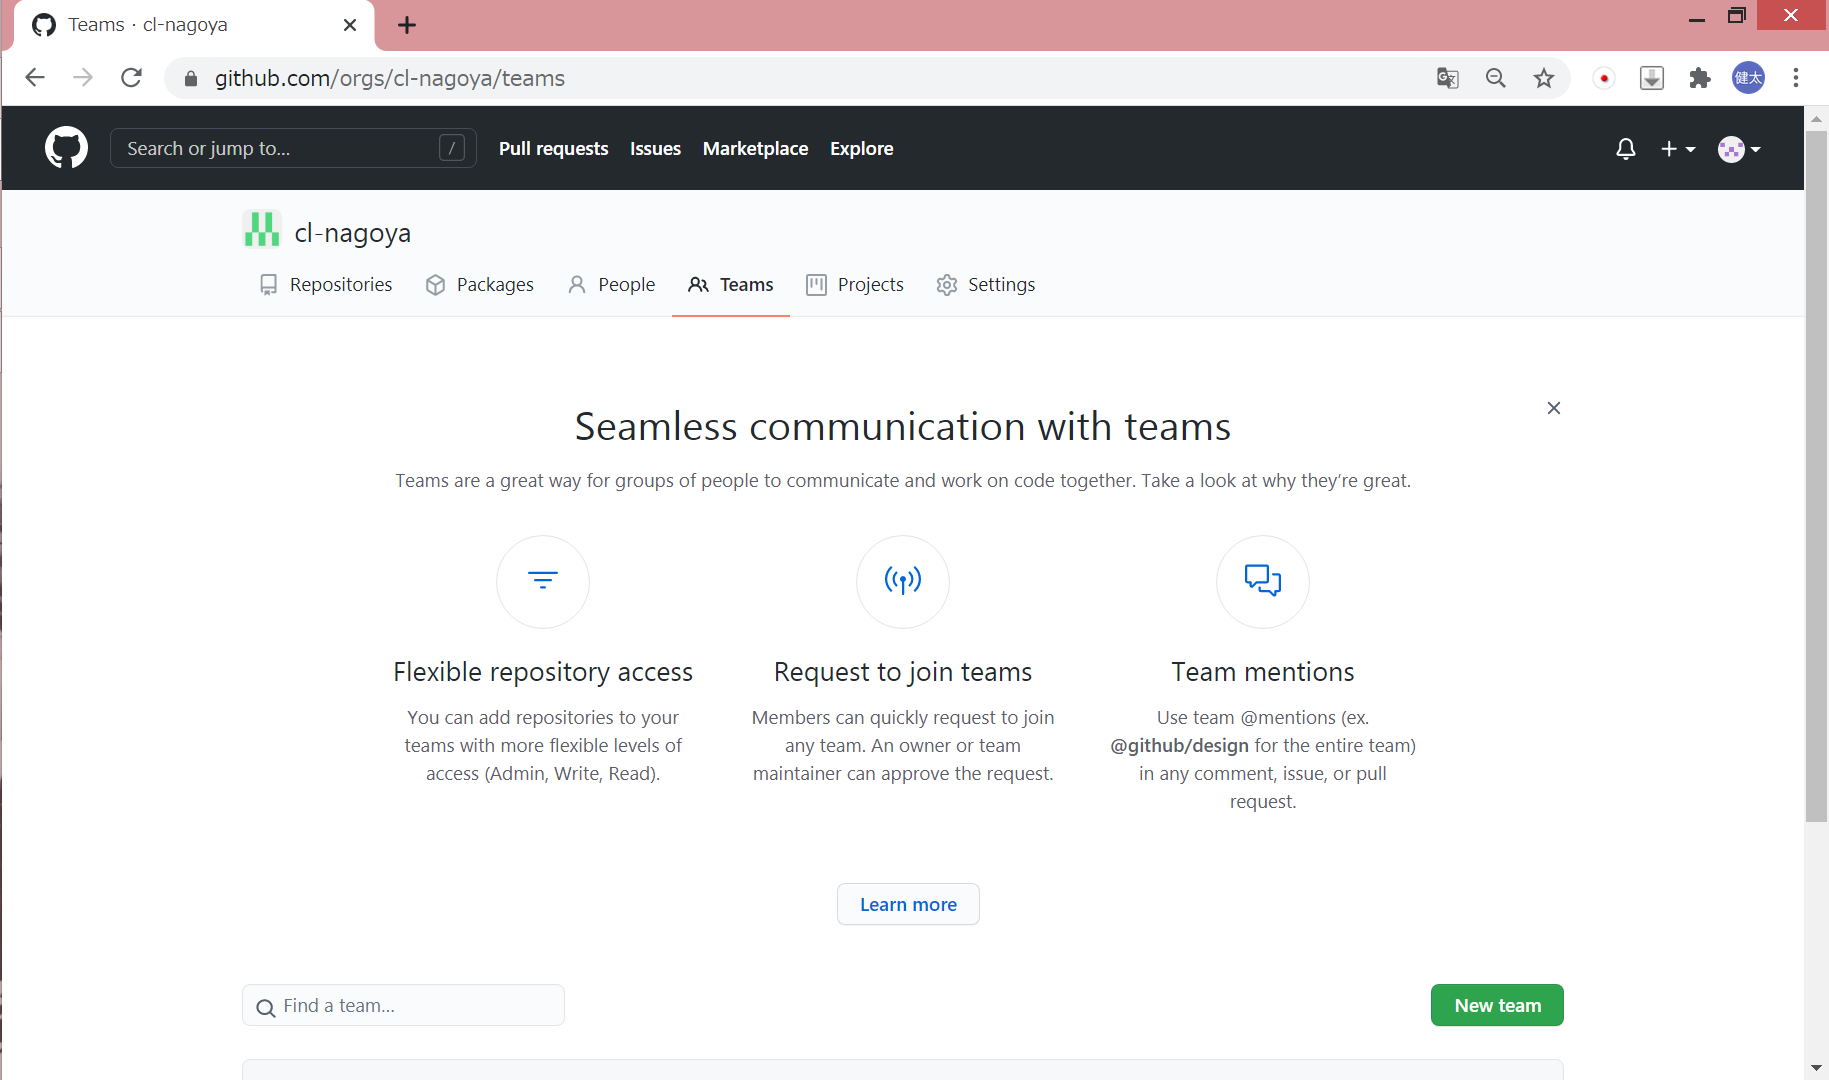 Teams · cl-nagoya
github.com/orgs/cl-nagoya/teams
健太
Search or jump to...
/
Pull requests
Issues
Marketplace
Explore
cl-nagoya
Repositories
Packages
People
Teams
Projects
Settings
Seamless communication with teams
Teams are a great way for groups of people to communicate and work on code together. Take a look at why they’re great.
Flexible repository access
You can add repositories to your
teams with more flexible levels of
access (Admin, Write, Read).
Request to join teams
Members can quickly request to join
any team. An owner or team
maintainer can approve the request.
Team mentions
Use team @mentions (ex.
@github/design for the entire team)
in any comment, issue, or pull
request.
Learn more
Find a team...
New team